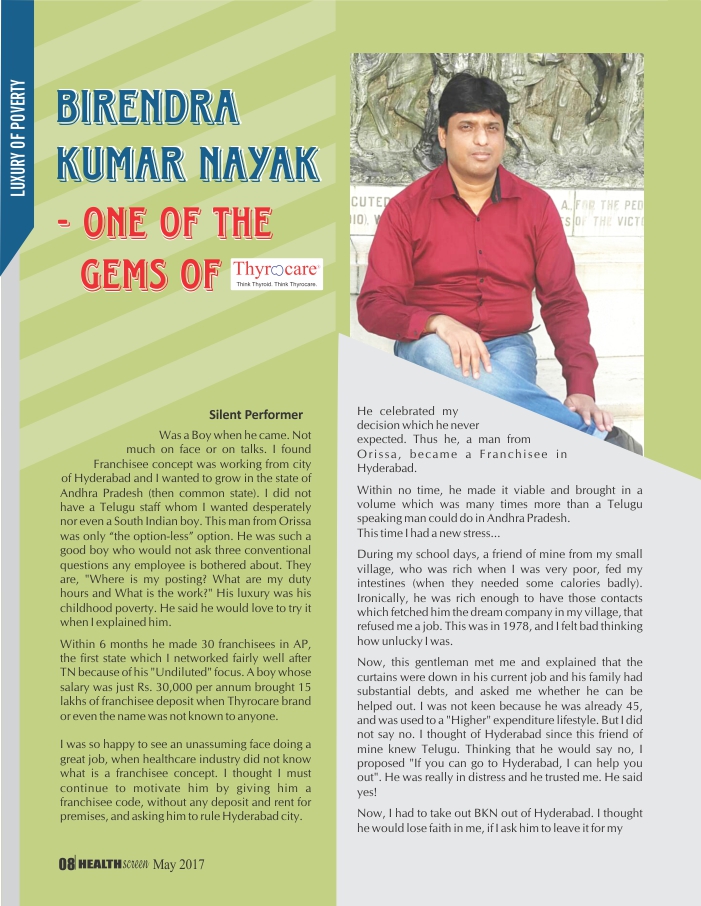 LUXURY OF POVERTY
BIRENDRA
KUMAR NAYAK
- ONE OF THE
GEMS OF Thyrocare®
Think Thyroid. Think Thyrocare.
CUTED
DIO), W
A., FOR THE PED
ES OF THE VICTO
Silent Performer
Was a Boy when he came. Not
much on face or on talks. I found
Franchisee concept was working from city
of Hyderabad and I wanted to grow in the state of
Andhra Pradesh (then common state). I did not
have a Telugu staff whom I wanted desperately
nor even a South Indian boy. This man from Orissa
was only “the option-less” option. He was such a
good boy who would not ask three conventional
questions any employee is bothered about. They
are, "Where is my posting? What are my duty
hours and What is the work?" His luxury was his
childhood poverty. He said he would love to try it
when I explained him.
Within 6 months he made 30 franchisees in AP,
the first state which I networked fairly well after
TN because of his "Undiluted" focus. A boy whose
salary was just Rs. 30,000 per annum brought 15
lakhs of franchisee deposit when Thyrocare brand
or even the name was not known to anyone.
I was so happy to see an unassuming face doing a
great job, when healthcare industry did not know
what is a franchisee concept. I thought I must
continue to motivate him by giving him a
franchisee code, without any deposit and rent for
premises, and asking him to rule Hyderabad city.
He celebrated my
decision which he never
expected. Thus he, a man from
Orissa, became a Franchisee in
Hyderabad.
Within no time, he made it viable and brought in a
volume which was many times more than a Telugu
speaking man could do in Andhra Pradesh.
This time I had a new stress...
During my school days, a friend of mine from my small
village, who was rich when I was very poor, fed my
intestines (when they needed some calories badly).
Ironically, he was rich enough to have those contacts
which fetched him the dream company in my village, that
refused me a job. This was in 1978, and I felt bad thinking
how unlucky I was.
Now, this gentleman met me and explained that the
curtains were down in his current job and his family had
substantial debts, and asked me whether he can be
helped out. I was not keen because he was already 45,
and was used to a "Higher" expenditure lifestyle. But I did
not say no. I thought of Hyderabad since this friend of
mine knew Telugu. Thinking that he would say no, I
proposed "If you can go to Hyderabad, I can help you
out". He was really in distress and he trusted me. He said
yes!
Now, I had to take out BKN out of Hyderabad. I thought
he would lose faith in me, if I ask him to leave it for my
08 HEALTH screen May 2017